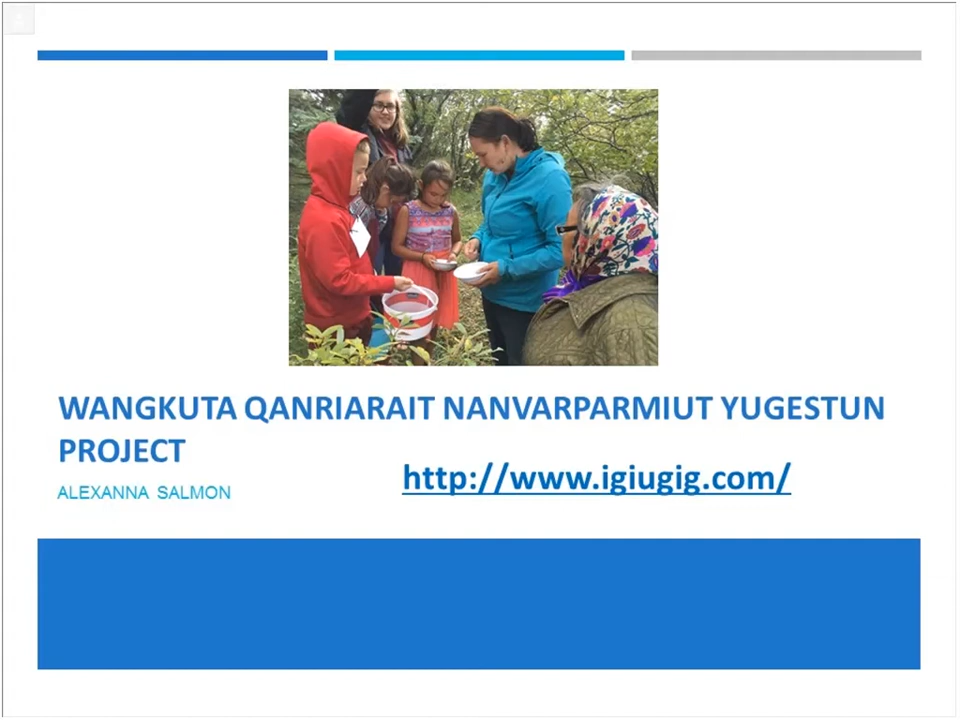 WANGKUTA QANRIARAIT NANVARPARMIUT YUGESTUN
PROJECT
ALEXANNA SALMON
http://www.igiugig.com/